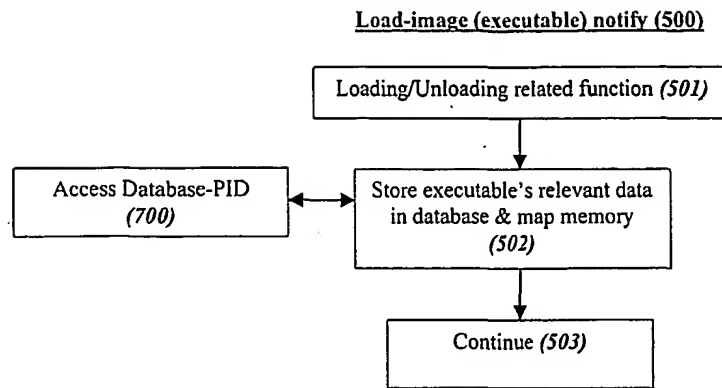 Load-image (executable) notify (500)
Loading/Unloading related function (501)
Access Database-PID
(700)
Store executable's relevant data
in database & map memory
(502)
Continue (503)